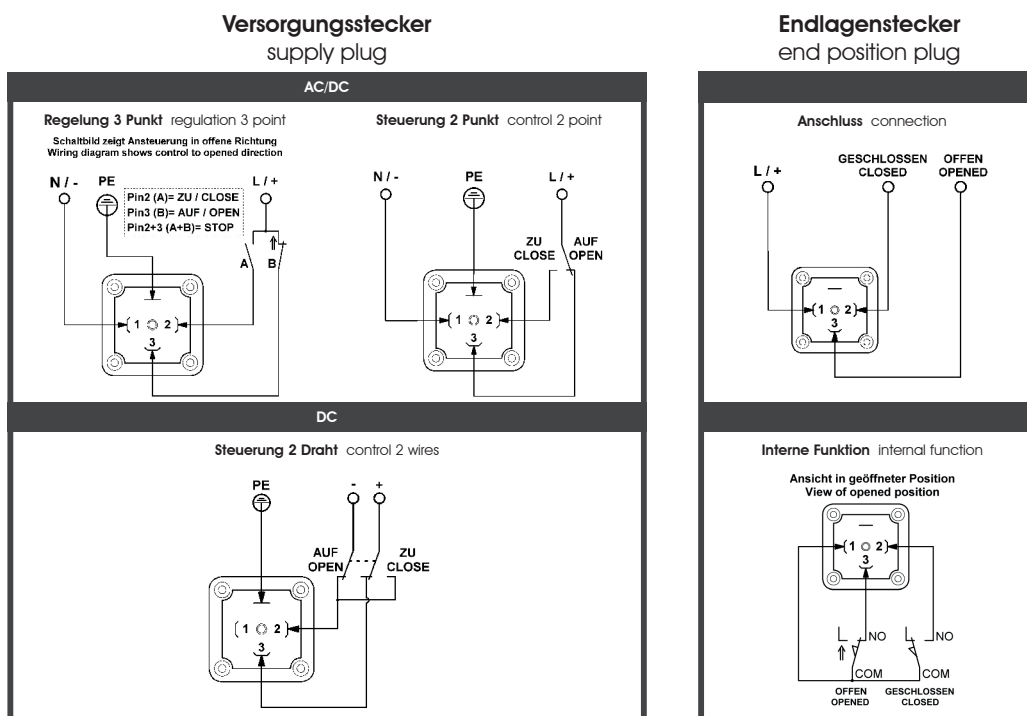 Versorgungsstecker
supply plug
AC/DC
Regelung 3 Punkt regulation 3 point
Schaltbild zeigt Ansteuerung in offene Richtung
Wiring diagram shows control to opened direction
N / -
PE
L / +
Pin2 (A)= ZU / CLOSE
Pin3 (B)= AUF / OPEN
Pin2+3 (A+B)= STOP
A
B
1
2
3
Steuerung 2 Punkt control 2 point
N / -
PE
L / +
ZU
CLOSE
AUF
OPEN
1
2
3
DC
Steuerung 2 Draht control 2 wires
PE
-
+
AUF
OPEN
ZU
CLOSE
1
2
3
Endlagenstecker
end position plug
Anschluss connection
L / +
GESCHLOSSEN
CLOSED
OFFEN
OPENED
1
2
3
Interne Funktion internal function
Ansicht in geöffneter Position
View of opened position
1
2
3
NO
NO
COM
COM
OFFEN
OPENED
GESCHLOSSEN
CLOSED